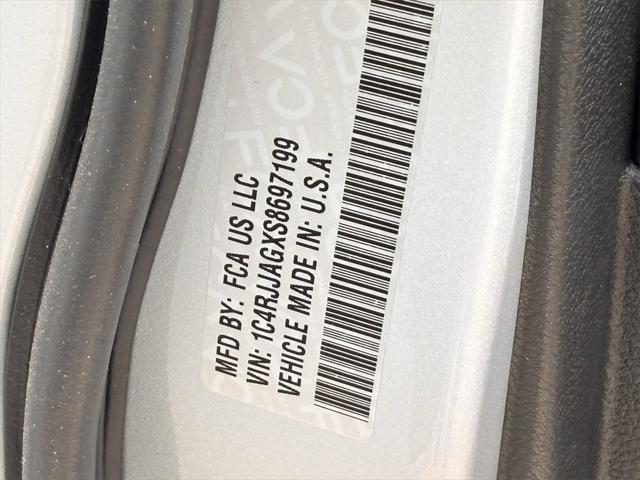 MFD BY: FCA US LLC
VIN: 1C4RJJAGXS8697199
VEHICLE MADE IN: U.S.A.